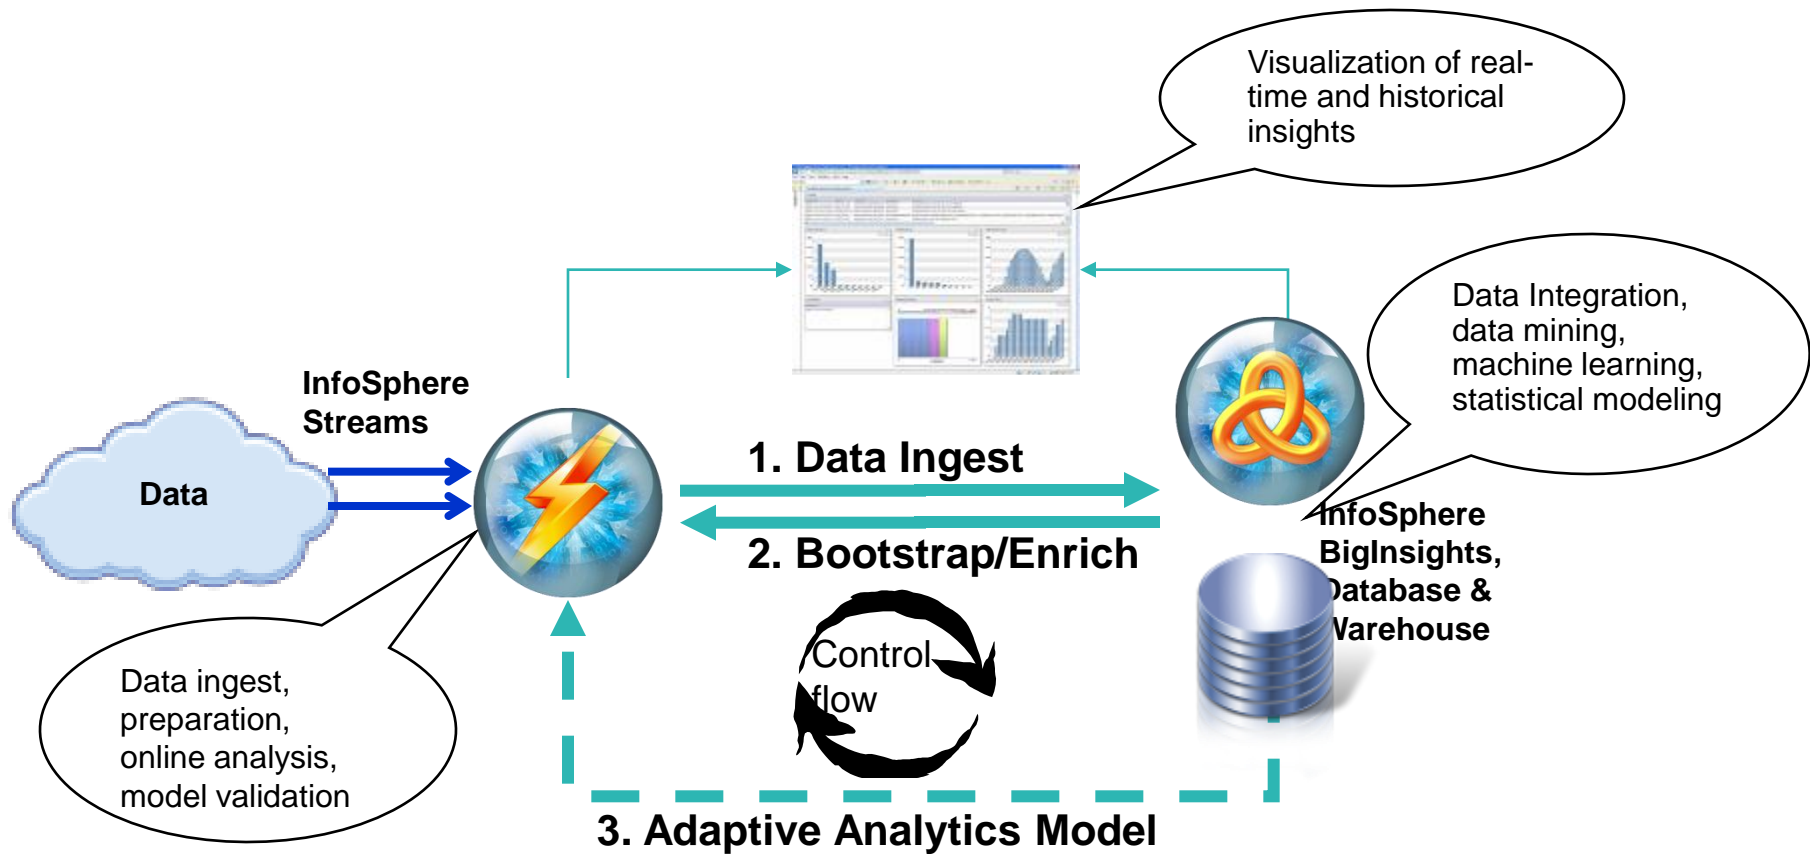 Visualization of real-
time and historical
insights
Data Integration,
data mining,
machine learning,
statistical modeling
InfoSphere
Streams
Data
1. Data Ingest
2. Bootstrap/Enrich
InfoSphere
BigInsights,
Database &
Warehouse
Control
flow
Data ingest,
preparation,
online analysis,
model validation
3. Adaptive Analytics Model